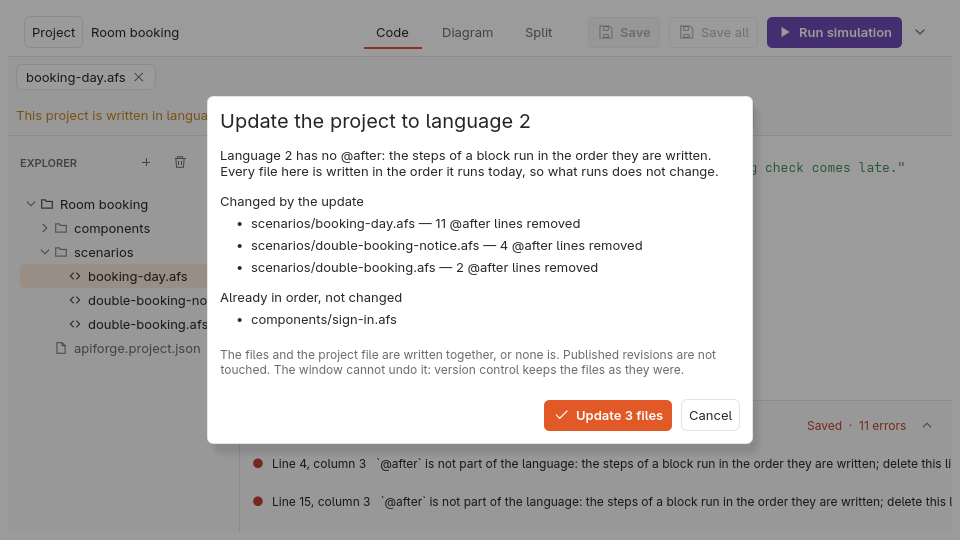 Project
Room booking
Code
Diagram
Split
Save
Save all
Run simulation
booking-day.afs
This project is written in langua
EXPLORER
Room booking
components
scenarios
booking-day.afs
double-booking-no
double-booking.afs
apiforge.project.json
check comes late."
Update the project to language 2
Language 2 has no @after: the steps of a block run in the order they are written.
Every file here is written in the order it runs today, so what runs does not change.
Changed by the update
• scenarios/booking-day.afs — 11 @after lines removed
• scenarios/double-booking-notice.afs — 4 @after lines removed
• scenarios/double-booking.afs — 2 @after lines removed
Already in order, not changed
• components/sign-in.afs
The files and the project file are written together, or none is. Published revisions are not
touched. The window cannot undo it: version control keeps the files as they were.
Update 3 files
Cancel
Saved · 11 errors
Line 4, column 3 `@after` is not part of the language: the steps of a block run in the order they are written; delete this li
Line 15, column 3 `@after` is not part of the language: the steps of a block run in the order they are written; delete this l